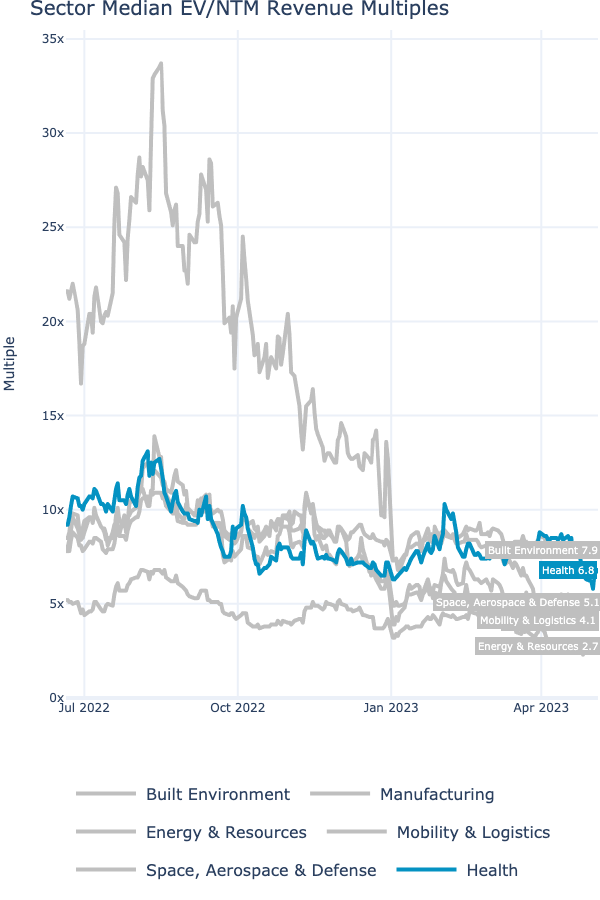 Sector Median EV/NTM Revenue Multiples
35x
30x
25x
20x
15x
10x
5x
0x
Multiple
Built Environment 7.9
Health 6.8
Space, Aerospace & Defense 5.1
Mobility & Logistics 4.1
Energy & Resources 2.7
Jul 2022 Oct 2022 Jan 2023 Apr 2023
Built Environment Manufacturing
Energy & Resources Mobility & Logistics
Space, Aerospace & Defense Health